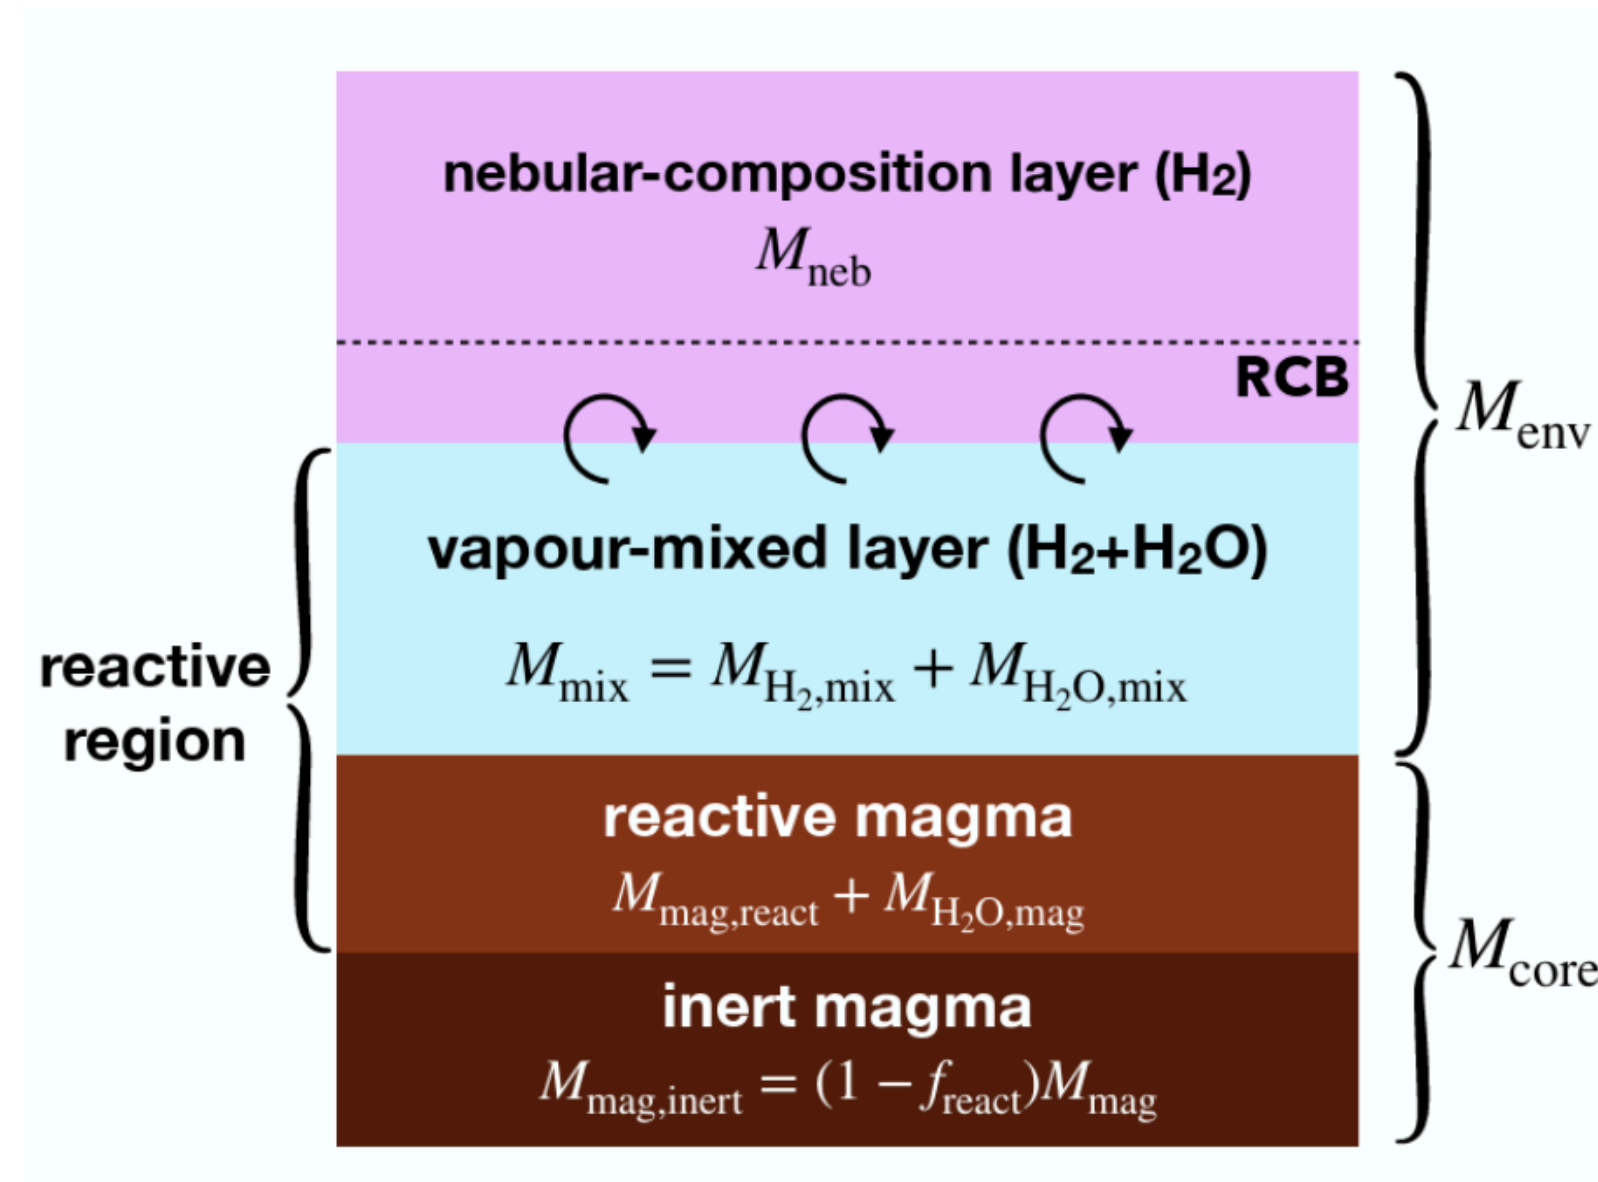 nebular-composition layer (H₂)
M_neb
RCB
M_env
vapour-mixed layer (H₂+H₂O)
M_mix = M_H₂,mix + M_H₂O,mix
reactive
region
reactive magma
M_mag,react + M_H₂O,mag
M_core
inert magma
M_mag,inert = (1 − f_react)M_mag